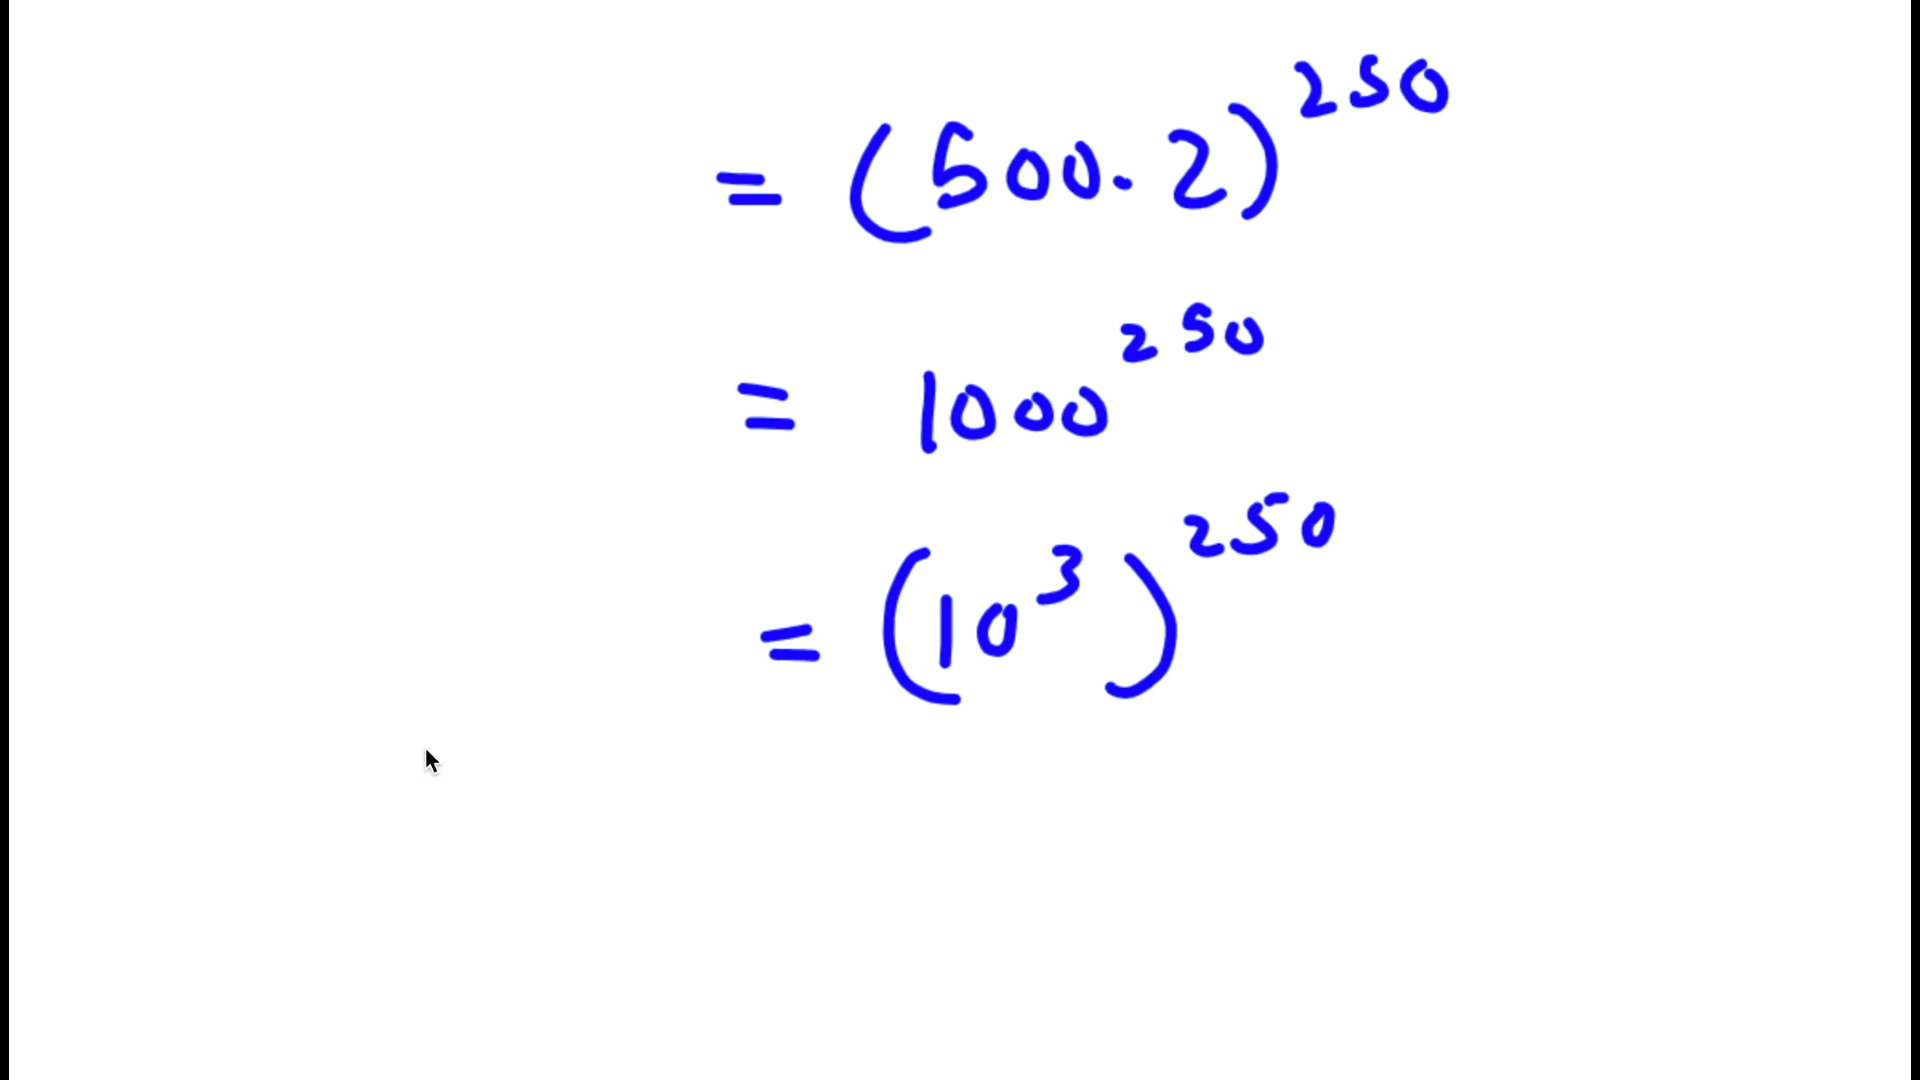 = (500·2)^250
= 1000^250
= (10^3)^250